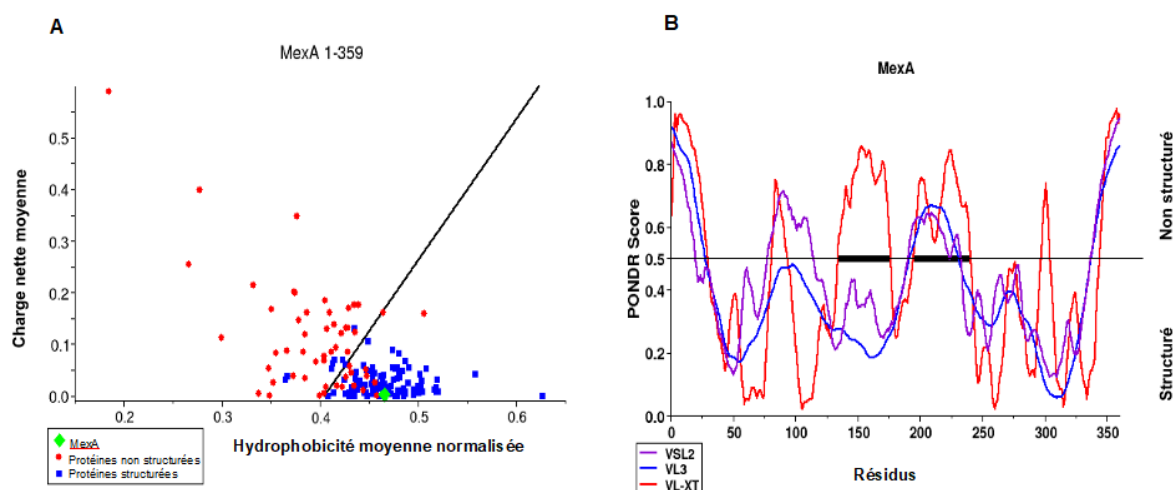 A
MexA 1-359
Charge nette moyenne
0.5
0.4
0.3
0.2
0.1
0.0
0.2
0.3
0.4
0.5
0.6
Hydrophobicité moyenne normalisée
MexA
Protéines non structurées
Protéines structurées
B
MexA
PONDR Score
1.0
0.8
0.6
0.5
0.4
0.2
0.0
0
50
100
150
200
250
300
350
Résidus
Non structuré
Structuré
VSL2
VL3
VL-XT